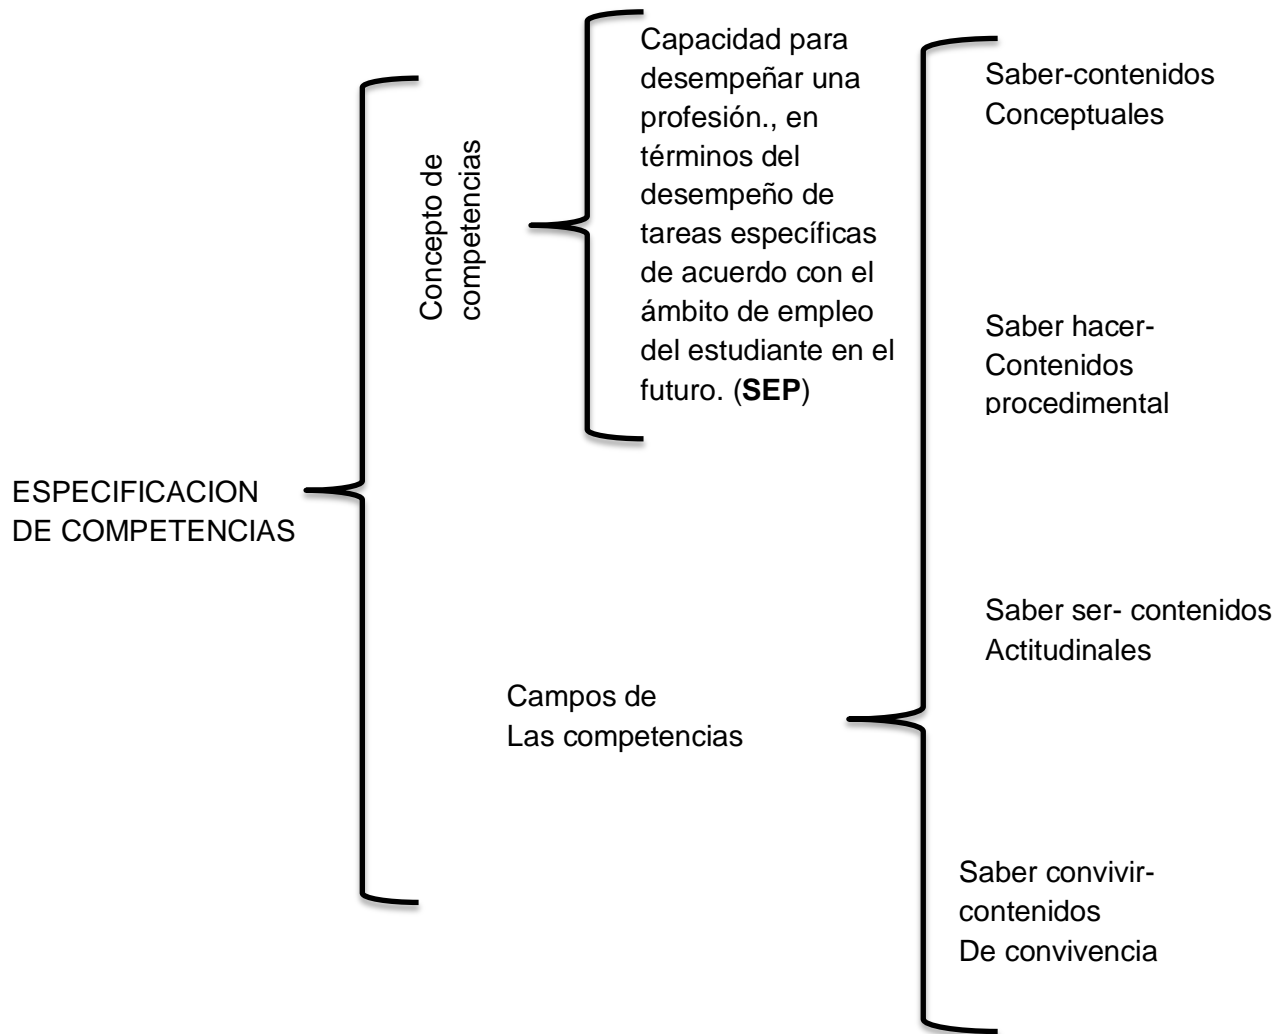 ESPECIFICACION
DE COMPETENCIAS
Concepto de
competencias
Capacidad para
desempeñar una
profesión., en
términos del
desempeño de
tareas específicas
de acuerdo con el
ámbito de empleo
del estudiante en el
futuro. (SEP)
Campos de
Las competencias
Saber-contenidos
Conceptuales
Saber hacer-
Contenidos
procedimental
Saber ser- contenidos
Actitudinales
Saber convivir-
contenidos
De convivencia